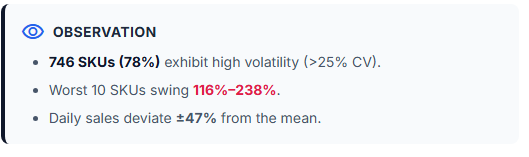 OBSERVATION
• 746 SKUs (78%) exhibit high volatility (>25% CV).
• Worst 10 SKUs swing 116%–238%.
• Daily sales deviate ±47% from the mean.